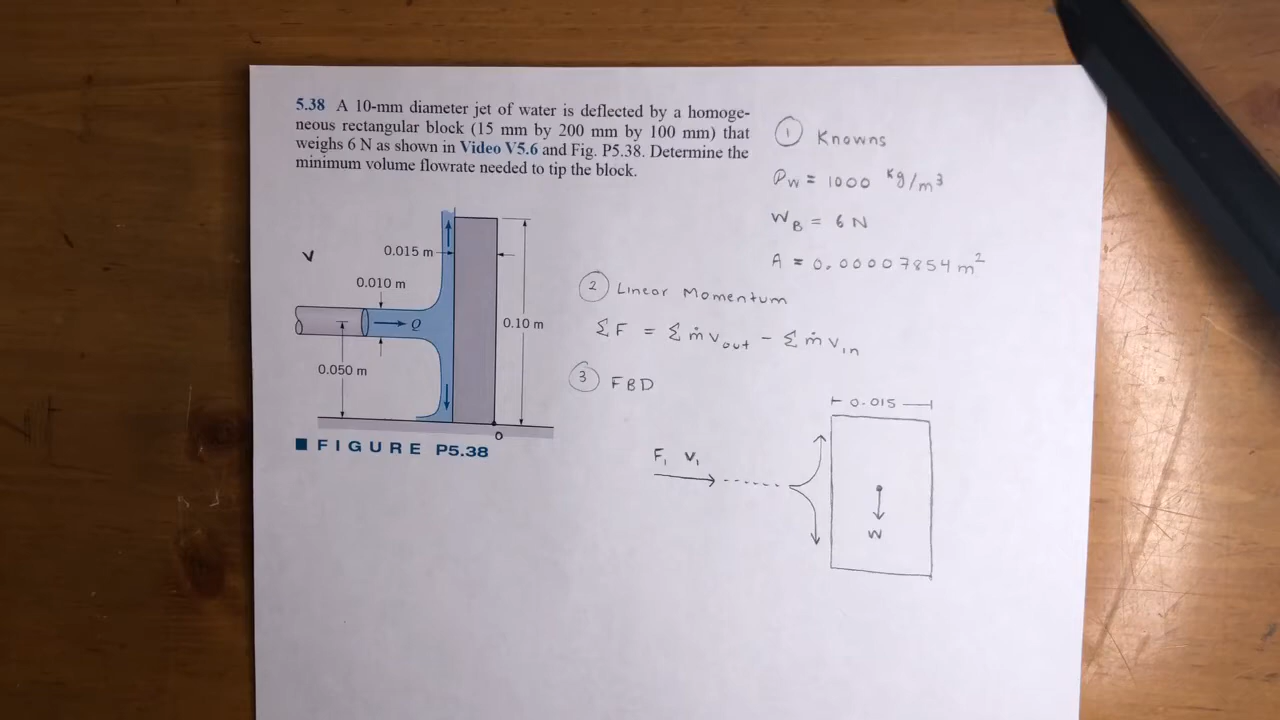 5.38 A 10-mm diameter jet of water is deflected by a homoge-
neous rectangular block (15 mm by 200 mm by 100 mm) that
weighs 6 N as shown in Video V5.6 and Fig. P5.38. Determine the
minimum volume flowrate needed to tip the block.
V
0.015 m
0.010 m
Q
0.10 m
0.050 m
O
FIGURE P5.38
1 Knowns
ρw = 1000 kg/m³
WB = 6 N
A = 0.00007854 m²
2 Linear Momentum
ΣF = Σṁvout − Σṁvin
3 FBD
0.015
F₁ V₁
W